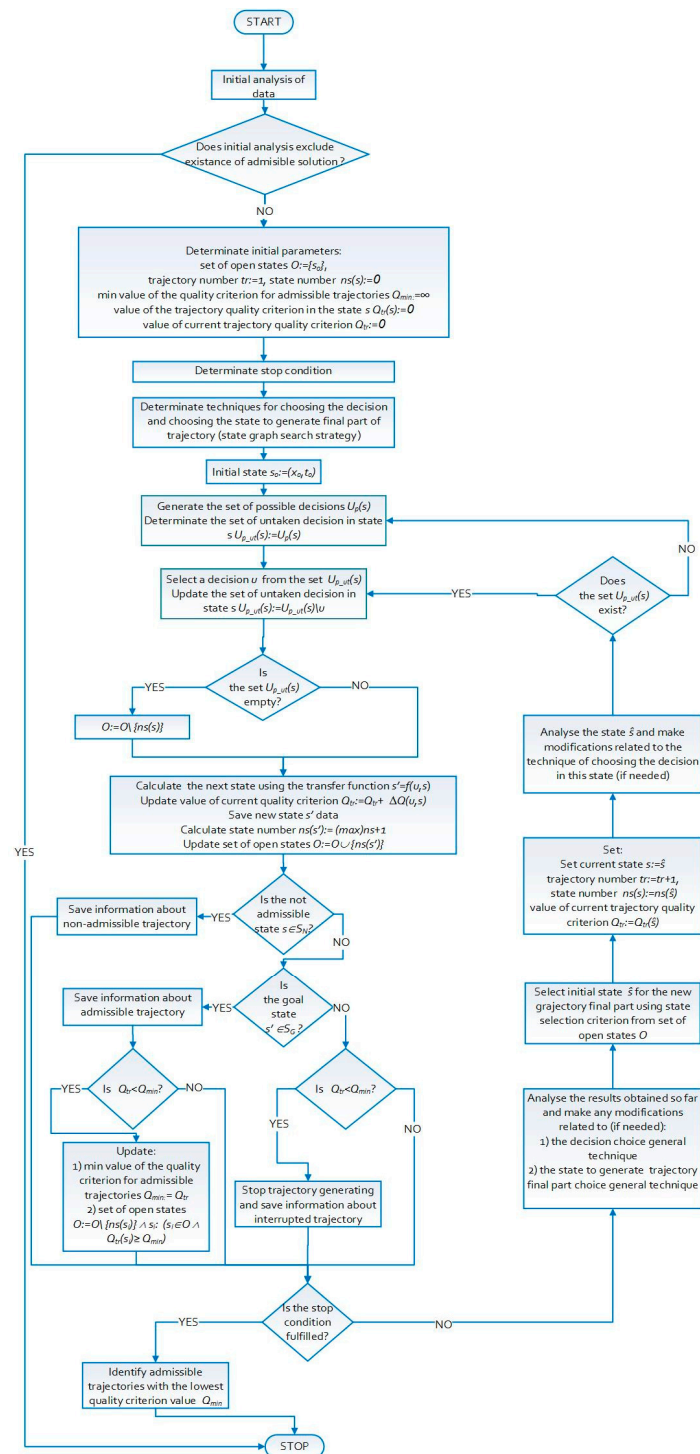 START
Initial analysis of
data
Does initial analysis exclude
existance of admisible solution?
NO
Determinate initial parameters:
set of open states O:={s₀},
trajectory number tr:=1, state number ns(s):=0
min value of the quality criterion for admissible trajectories Qmin:=∞
value of the trajectory quality criterion in the state s Qtr(s):=0
value of current trajectory quality criterion Qtr:=0
Determinate stop condition
Determinate techniques for choosing the decision
and choosing the state to generate final part of
trajectory (state graph search strategy)
Initial state s₀:=(x₀,t₀)
Generate the set of possible decisions Up(s)
Determinate the set of untaken decision in state
s Up_ut(s):=Up(s)
NO
Select a decision u from the set Up_ut(s)
Update the set of untaken decision in
state s Up_ut(s):=Up_ut(s)\u
YES
Does
the set Up_ut(s)
exist?
Is
the set Up_ut(s)
empty?
YES
NO
O:=O\{ns(s)}
Analyse the state ŝ and make
modifications related to the
technique of choosing the decision
in this state (if needed)
Calculate the next state using the transfer function s'=f(u,s)
Update value of current quality criterion Qtr:=Qtr+ ΔQ(u,s)
Save new state s' data
Calculate state number ns(s'):= (max)ns+1
Update set of open states O:=O∪{ns(s')}
YES
Set:
Set current state s:=ŝ
trajectory number tr:=tr+1,
state number ns(s):=ns(ŝ)
value of current trajectory quality
criterion Qtr:=Qtr(ŝ)
Is the not
admissible
state s∈SN?
YES
NO
Save information about
non-admissible trajectory
Is
the goal
state
s' ∈SG?
YES
NO
Save information about
admissible trajectory
Select initial state ŝ for the new
grajectory final part using state
selection criterion from set of
open states O
Is Qtr<Qmin?
YES
NO
Is Qtr<Qmin?
YES
NO
Analyse the results obtained so far
and make any modifications
related to (if needed):
1) the decision choice general
technique
2) the state to generate trajectory
final part choice general technique
Update:
1) min value of the quality
criterion for admissible
trajectories Qmin:= Qtr
2) set of open states
O:=O\{ns(si)} ∧ si: (si∈O ∧
Qtr(si)≥ Qmin)
Stop trajectory generating
and save information about
interrupted trajectory
Is the stop
condition
fulfilled?
YES
NO
Identify admissible
trajectories with the lowest
quality criterion value Qmin
STOP